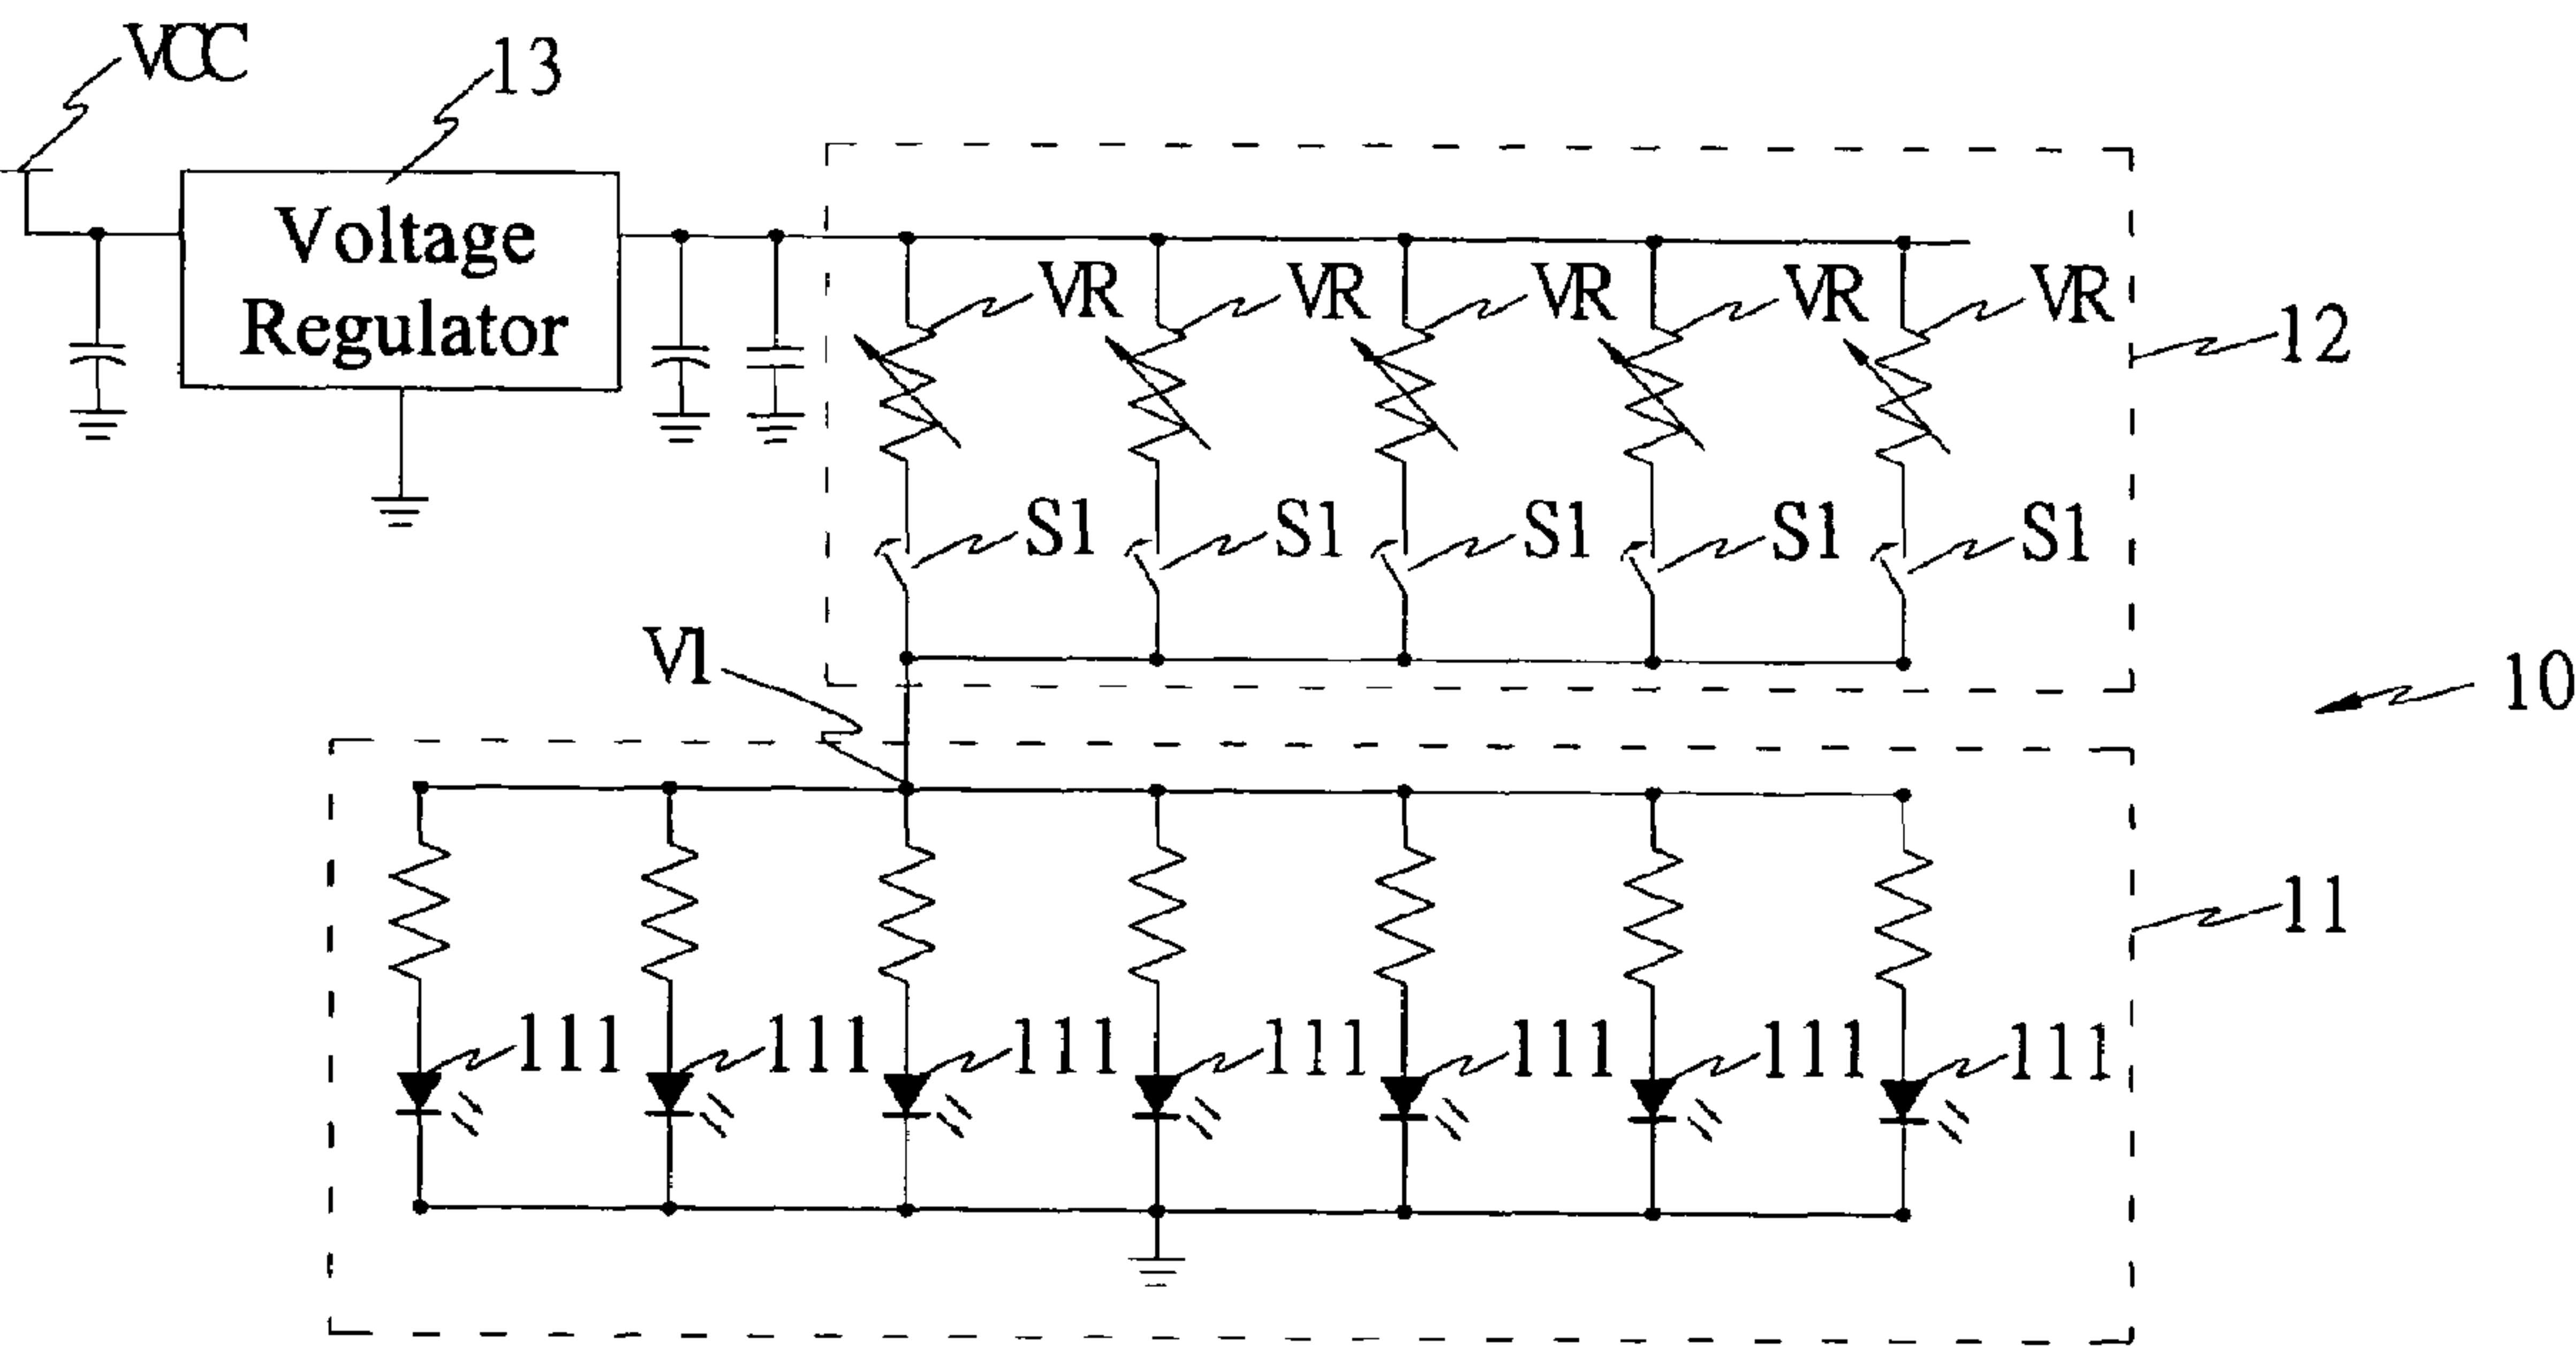 VCC
13
Voltage
Regulator
VR VR VR VR VR
12
S1 S1 S1 S1 S1
V1
10
11
111 111 111 111 111 111 111